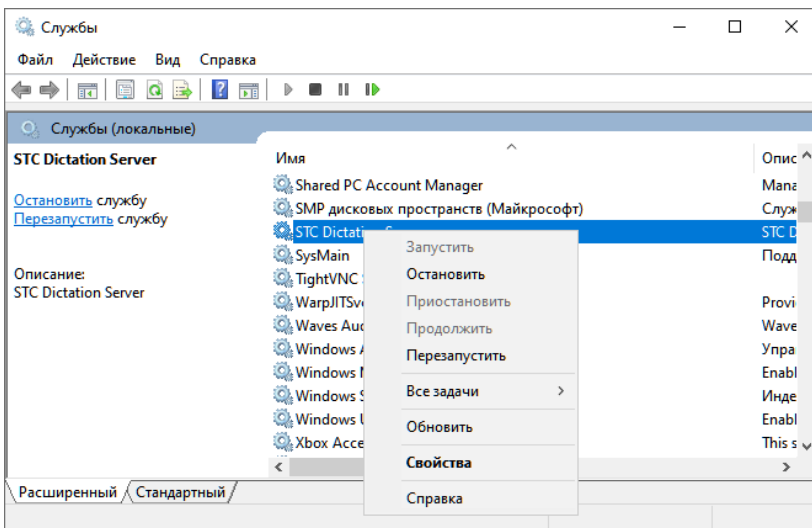 Службы
Файл Действие Вид Справка
Службы (локальные)
STC Dictation Server
Остановить службу
Перезапустить службу
Описание:
STC Dictation Server
Имя Опис
Shared PC Account Manager Mana
SMP дисковых пространств (Майкрософт) Служ
STC Dictati STC D
SysMain Подд
TightVNC
WarpJITSv Provi
Waves Aud Wave
Windows Упра
Windows Enabl
Windows Инде
Windows Enabl
Xbox Acce This s
Запустить
Остановить
Приостановить
Продолжить
Перезапустить
Все задачи
Обновить
Свойства
Справка
Расширенный Стандартный